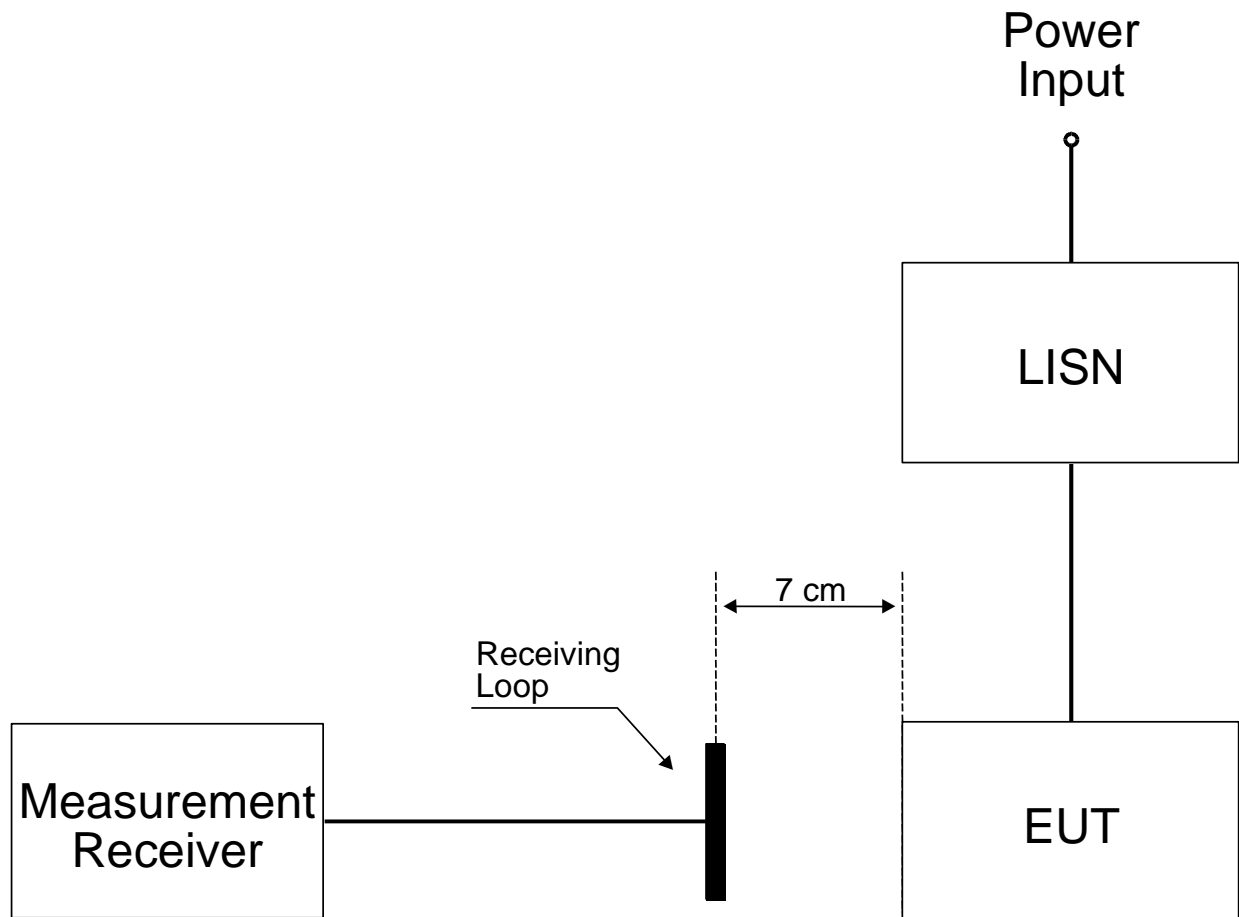 Power
Input
LISN
7 cm
Receiving
Loop
Measurement
Receiver
EUT